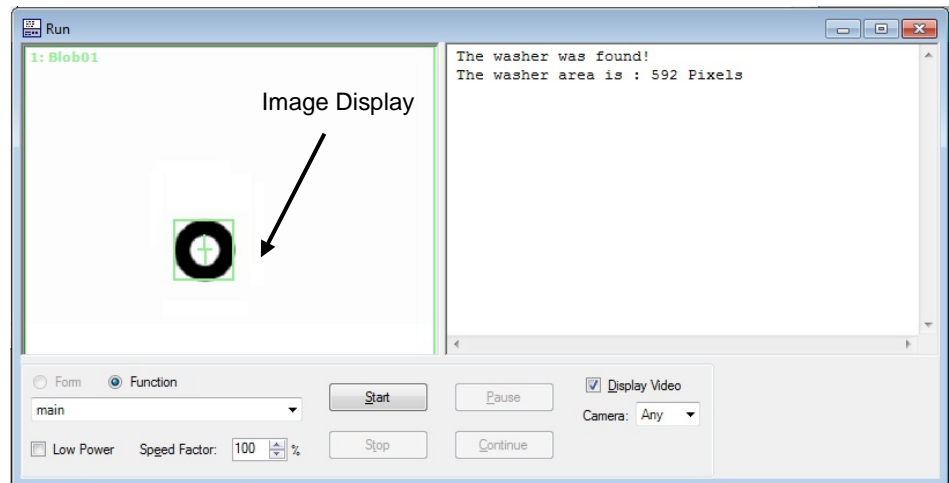 Run
1: Blob01
Image Display
The washer was found!
The washer area is : 592 Pixels
Form
Function
main
Low Power
Speed Factor:
100
%
Start
Stop
Pause
Continue
Display Video
Camera:
Any